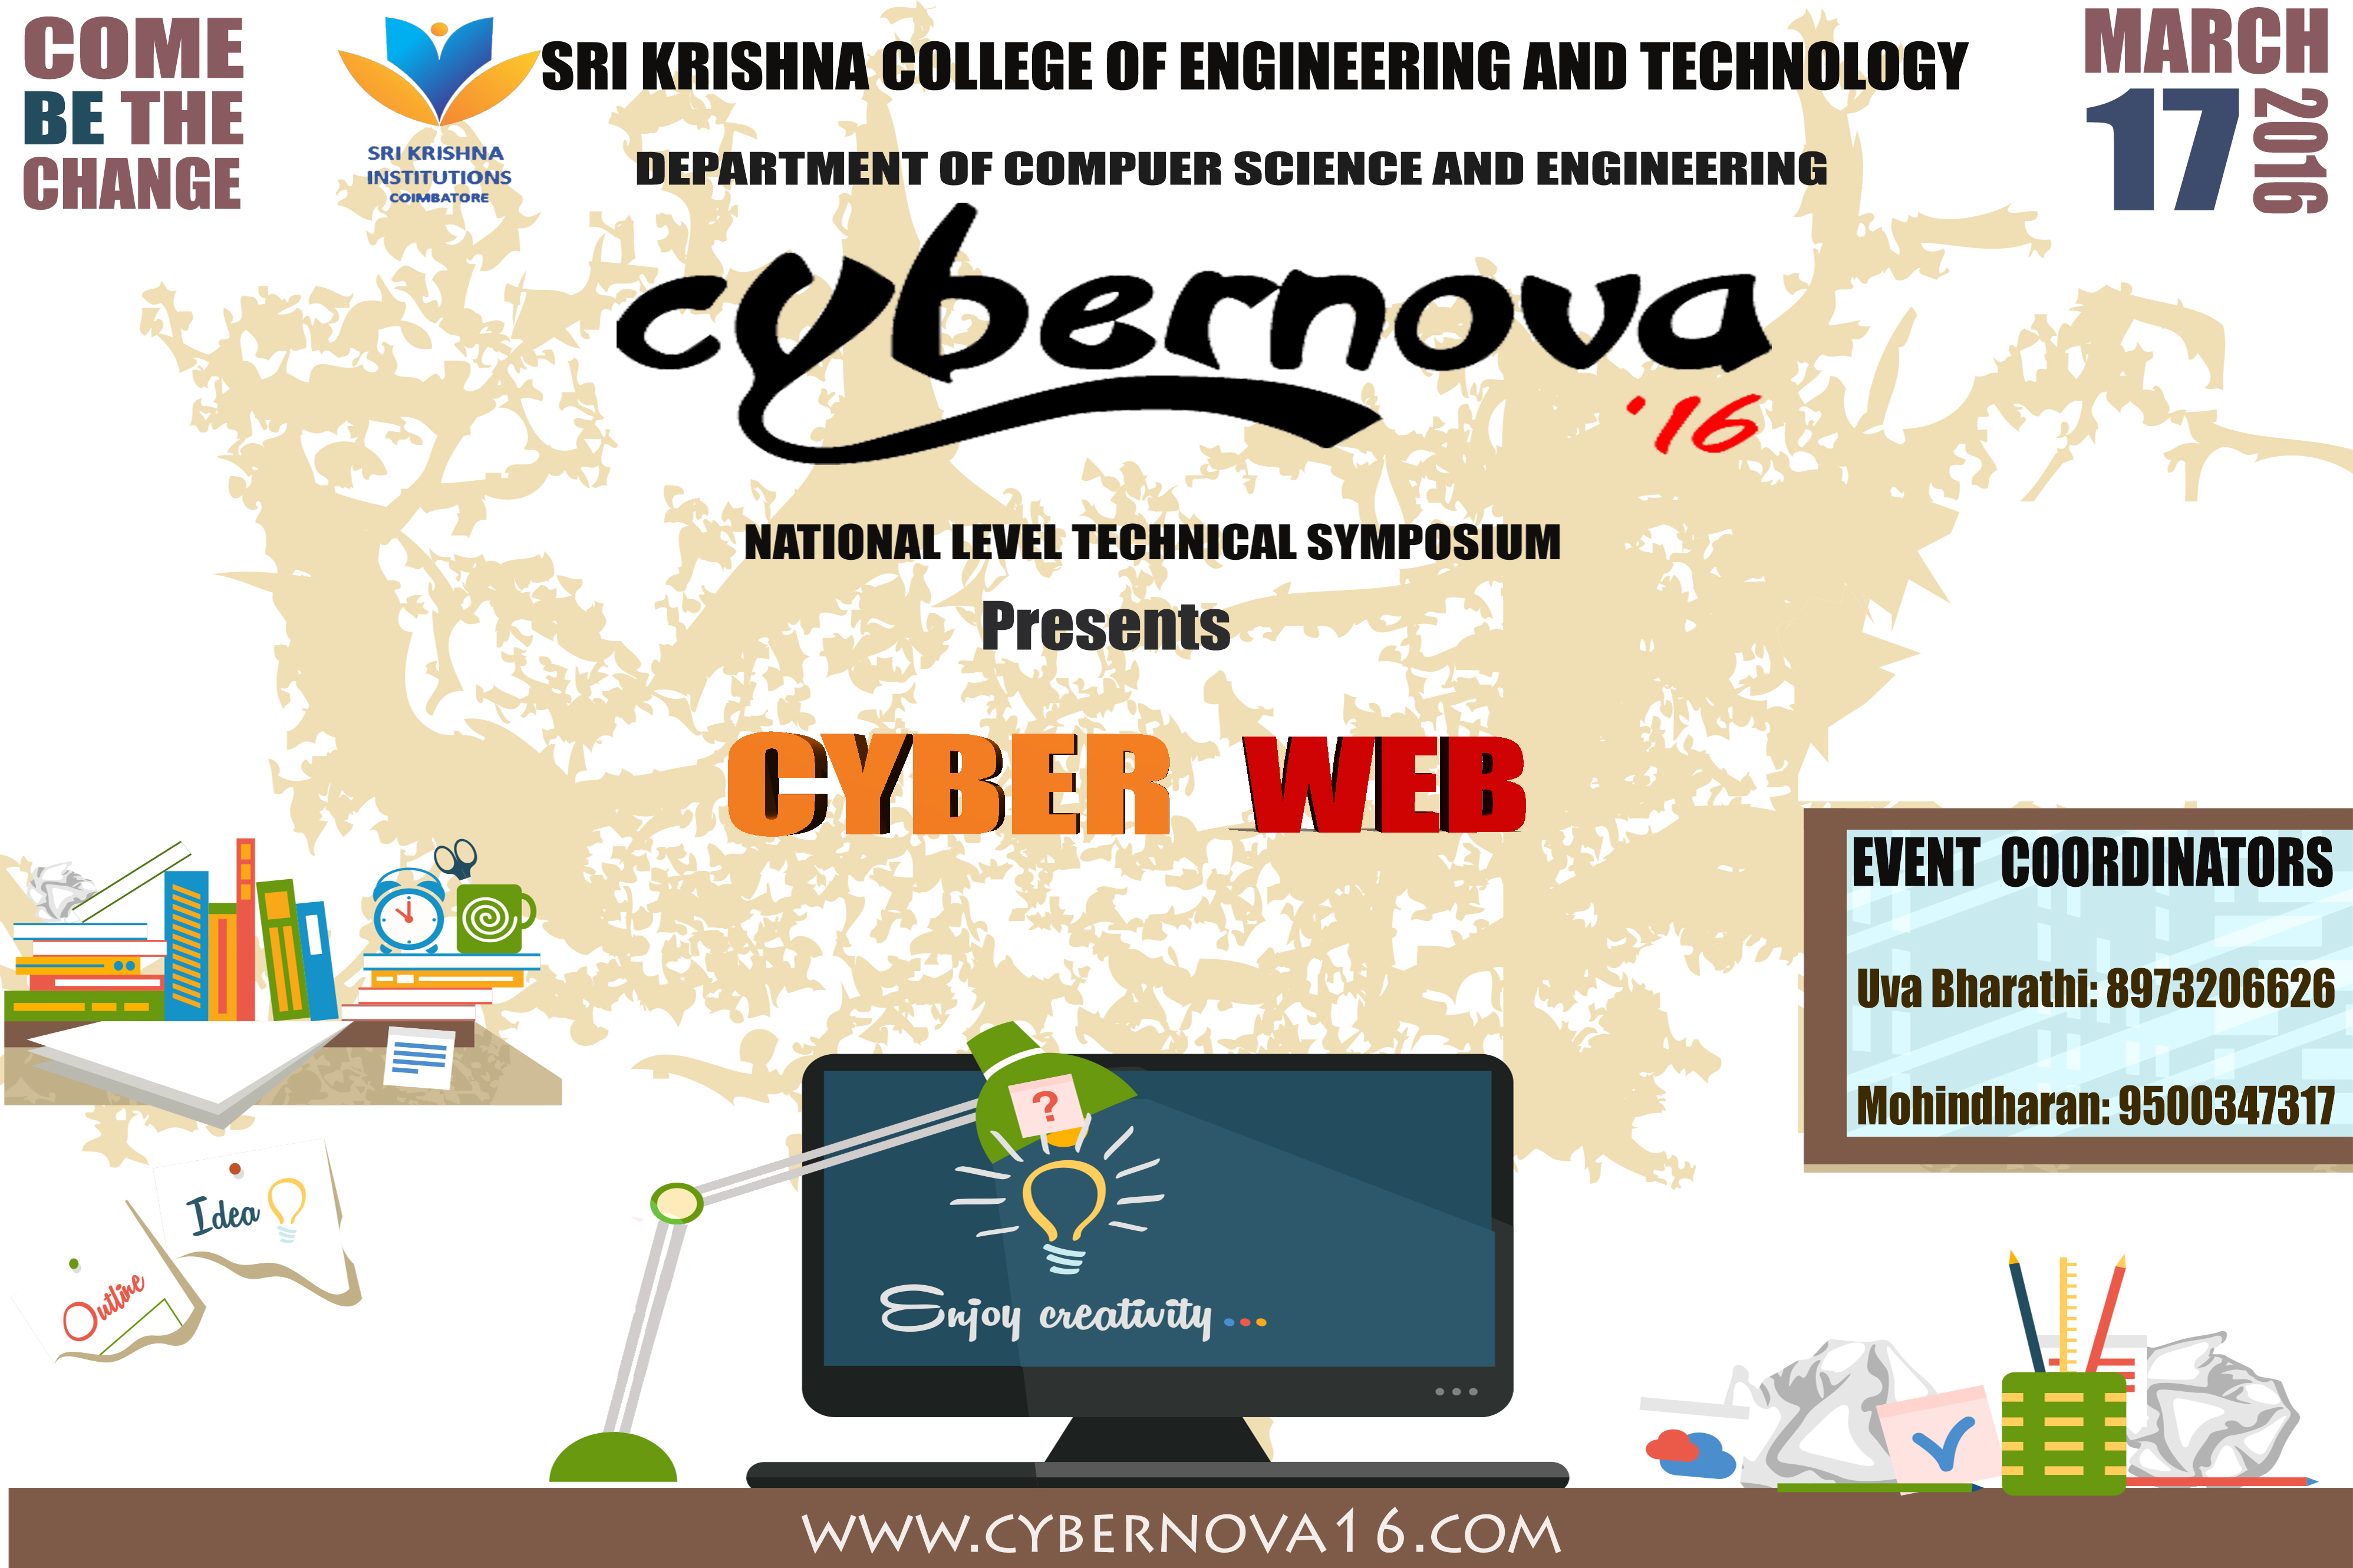 COME
BE THE
CHANGE
SRI KRISHNA
INSTITUTIONS
COIMBATORE
SRI KRISHNA COLLEGE OF ENGINEERING AND TECHNOLOGY
DEPARTMENT OF COMPUER SCIENCE AND ENGINEERING
MARCH
17
2016
cybernova
'16
NATIONAL LEVEL TECHNICAL SYMPOSIUM
Presents
CYBER WEB
EVENT COORDINATORS
Uva Bharathi: 8973206626
Mohindharan: 9500347317
Idea
Outline
?
Enjoy creativity...
WWW.CYBERNOVA16.COM